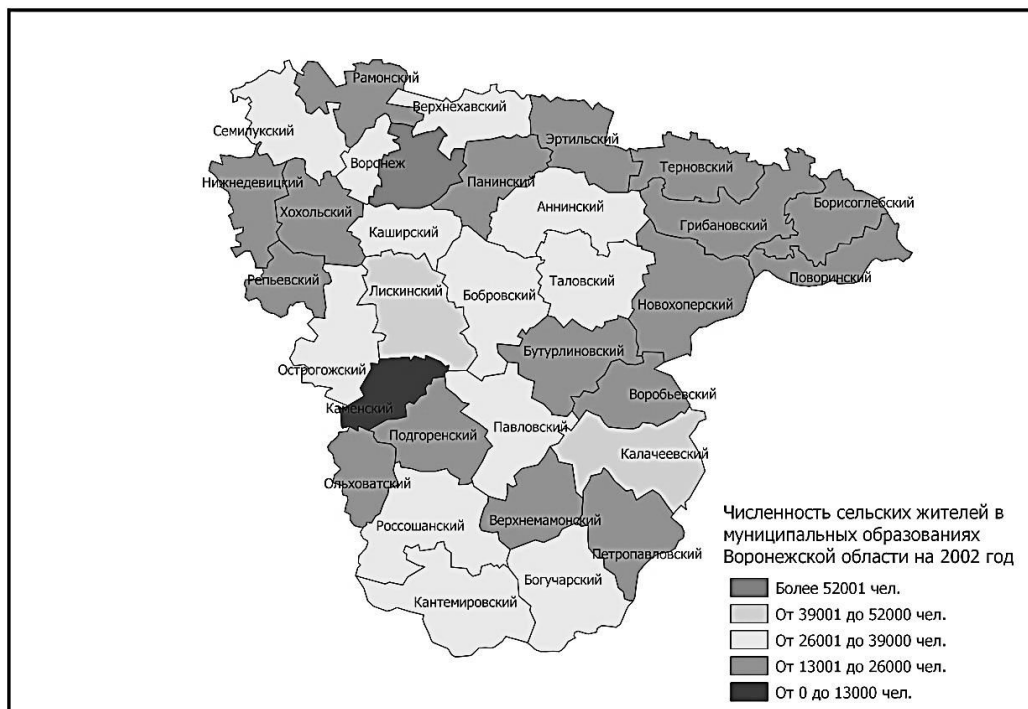 Рамонский
Верхнехавский
Семилукский
Эртильский
Воронеж
Терновский
Нижнедевицкий
Панинский
Борисоглебский
Хохольский
Аннинский
Грибановский
Каширский
Репьевский
Лискинский
Бобровский
Таловский
Поворинский
Новохоперский
Бутурлиновский
Острогожский
Воробьевский
Каменский
Подгоренский
Павловский
Калачеевский
Ольховатский
Россошанский
Верхнемамонский
Петропавловский
Богучарский
Кантемировский
Численность сельских жителей в
муниципальных образованиях
Воронежской области на 2002 год
Более 52001 чел.
От 39001 до 52000 чел.
От 26001 до 39000 чел.
От 13001 до 26000 чел.
От 0 до 13000 чел.